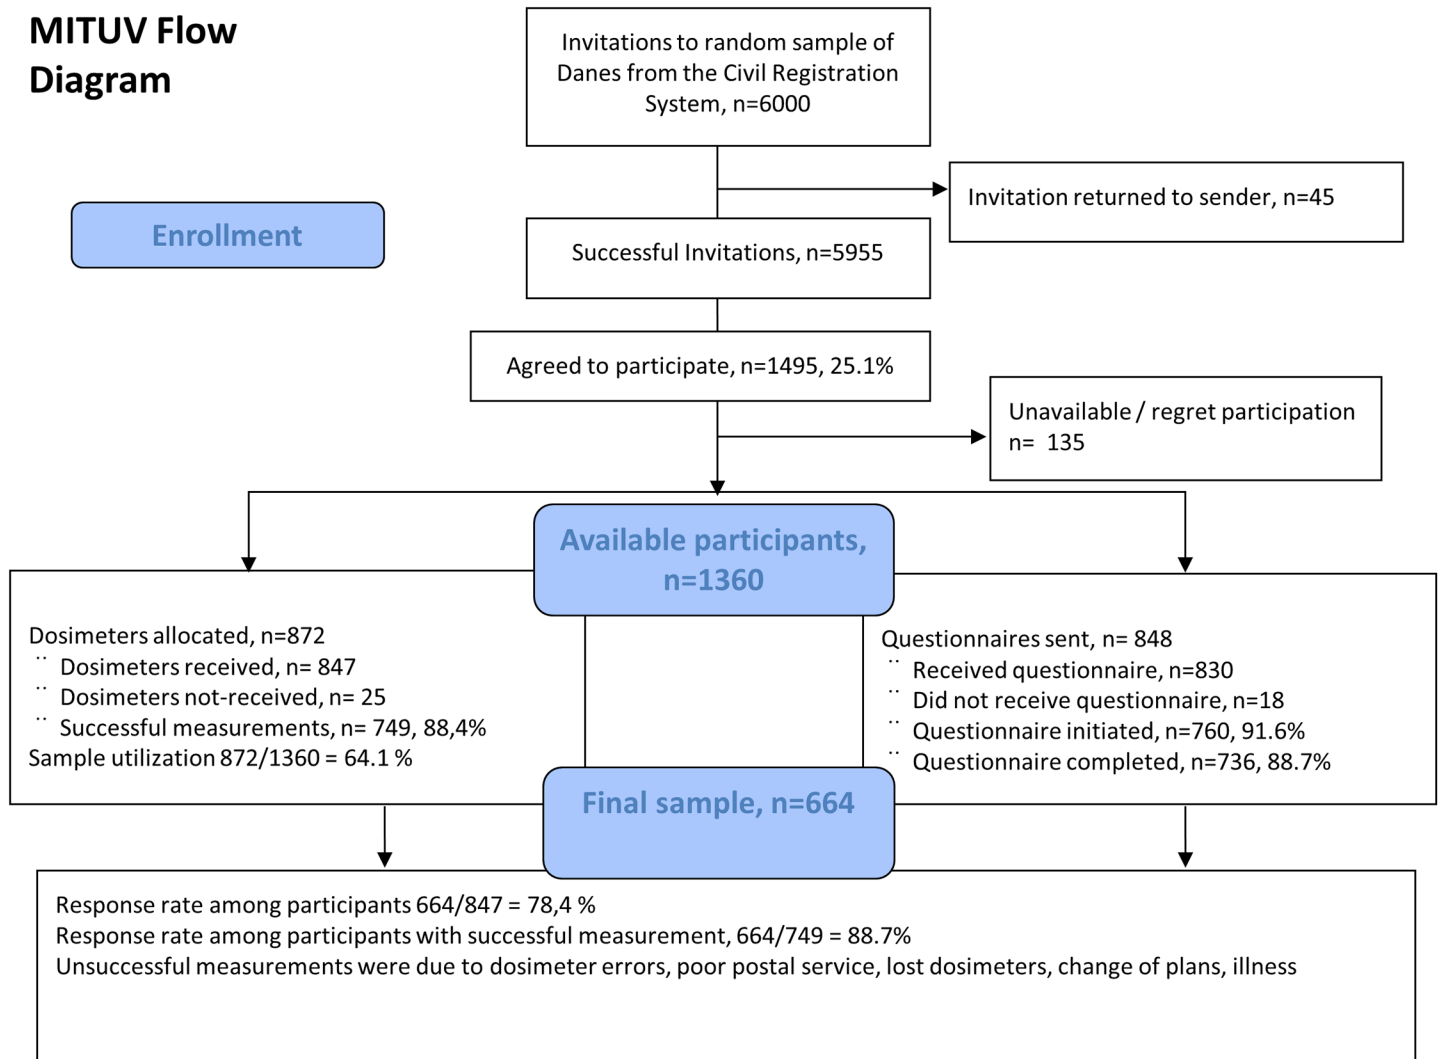 MITUV Flow
Diagram
Invitations to random sample of
Danes from the Civil Registration
System, n=6000
Invitation returned to sender, n=45
Enrollment
Successful Invitations, n=5955
Agreed to participate, n=1495, 25.1%
Unavailable / regret participation
n= 135
Available participants,
n=1360
Dosimeters allocated, n=872
¨ Dosimeters received, n= 847
¨ Dosimeters not-received, n= 25
¨ Successful measurements, n= 749, 88,4%
Sample utilization 872/1360 = 64.1 %
Questionnaires sent, n= 848
¨ Received questionnaire, n=830
¨ Did not receive questionnaire, n=18
¨ Questionnaire initiated, n=760, 91.6%
¨ Questionnaire completed, n=736, 88.7%
Final sample, n=664
Response rate among participants 664/847 = 78,4 %
Response rate among participants with successful measurement, 664/749 = 88.7%
Unsuccessful measurements were due to dosimeter errors, poor postal service, lost dosimeters, change of plans, illness